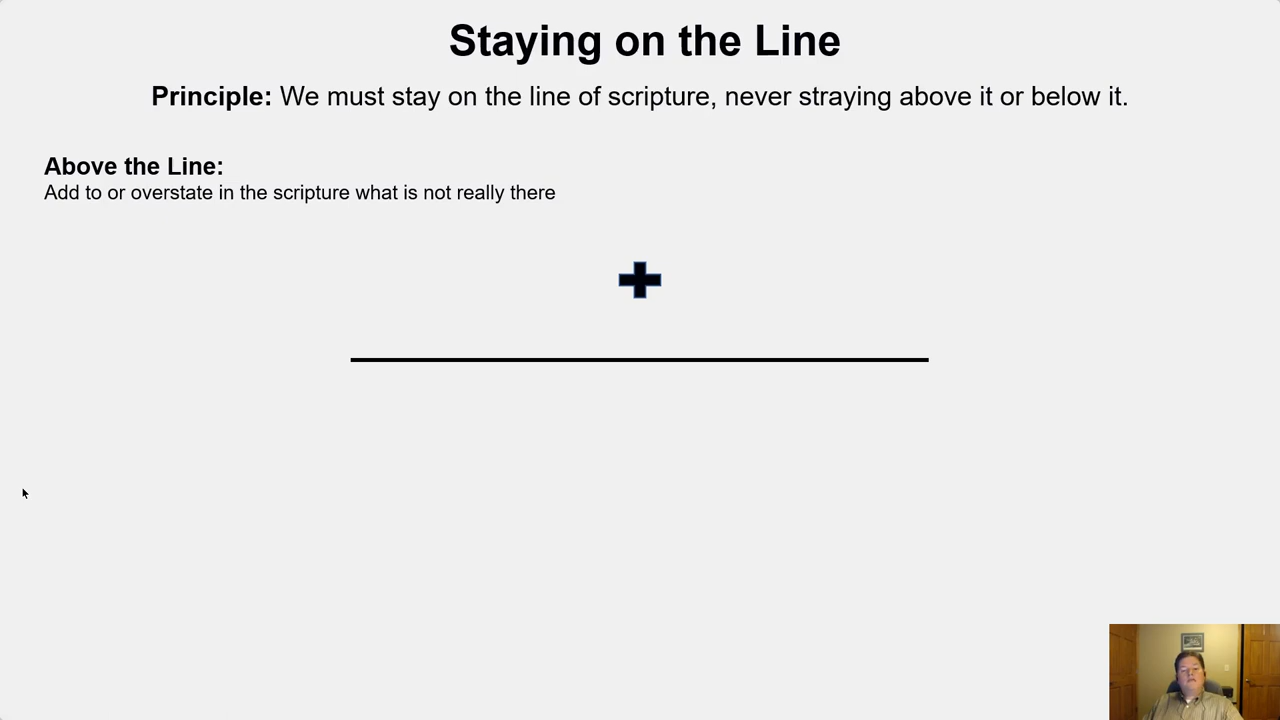 Staying on the Line
Principle: We must stay on the line of scripture, never straying above it or below it.
Above the Line:
Add to or overstate in the scripture what is not really there